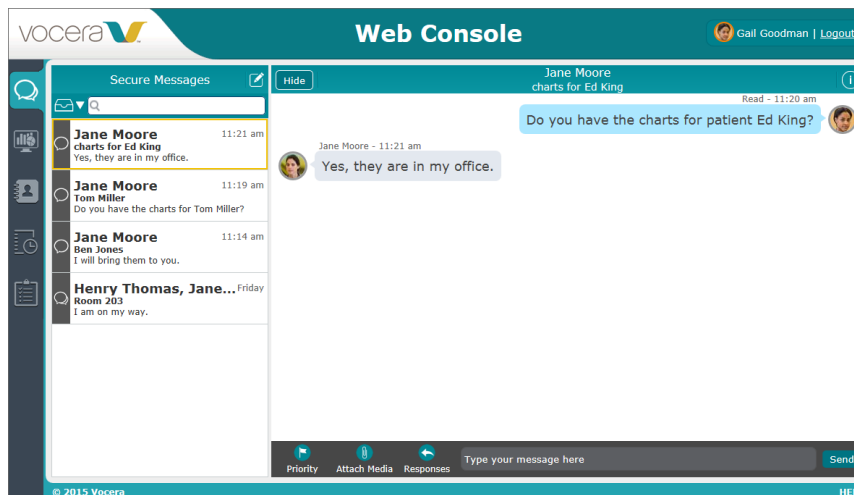 vocera
Web Console
Gail Goodman | Logout
Secure Messages
Hide
Jane Moore
charts for Ed King
Read - 11:20 am
Do you have the charts for patient Ed King?
Jane Moore - 11:21 am
Yes, they are in my office.
Jane Moore 11:21 am
charts for Ed King
Yes, they are in my office.
Jane Moore 11:19 am
Tom Miller
Do you have the charts for Tom Miller?
Jane Moore 11:14 am
Ben Jones
I will bring them to you.
Henry Thomas, Jane... Friday
Room 203
I am on my way.
Priority
Attach Media
Responses
Type your message here
Send
© 2015 Vocera